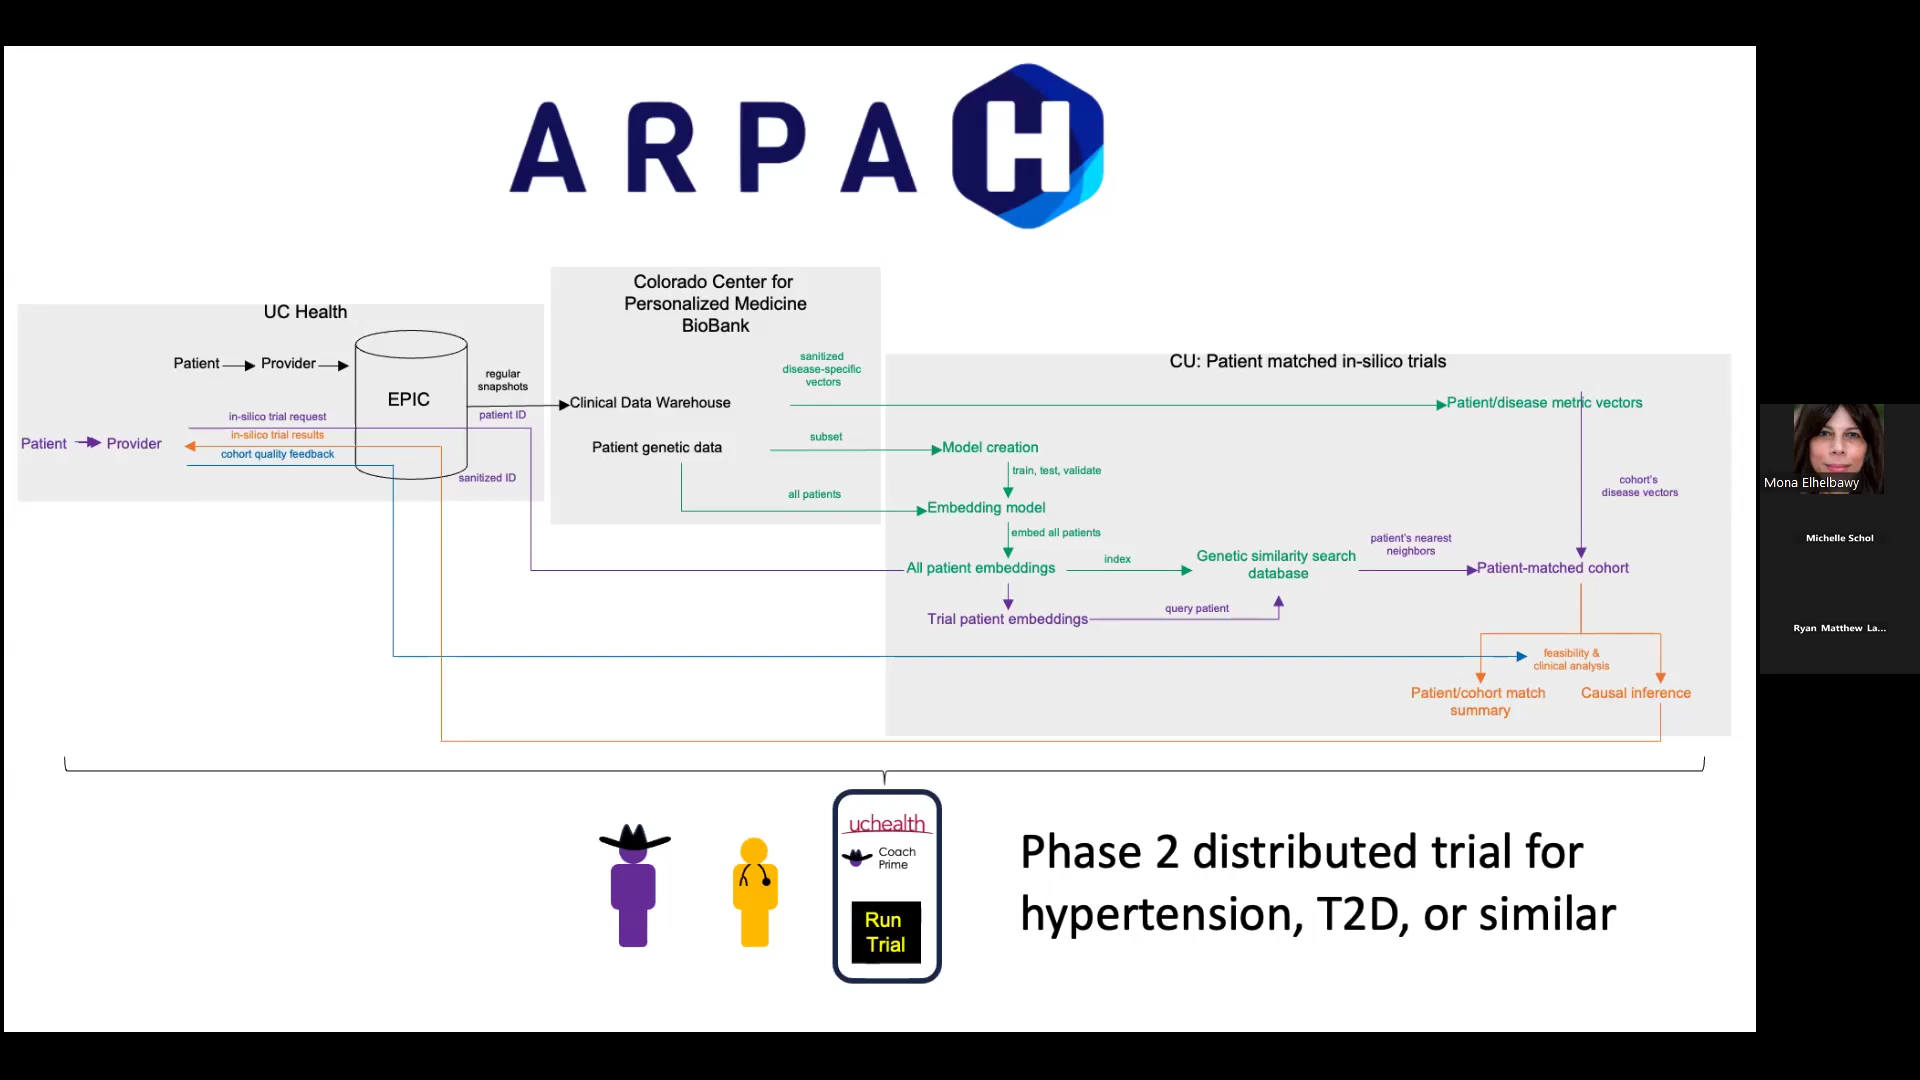 ARPA H
UC Health
Patient
Provider
EPIC
regular
snapshots
patient ID
in-silico trial request
in-silico trial results
cohort quality feedback
Patient
Provider
sanitized ID
Colorado Center for
Personalized Medicine
BioBank
sanitized
disease-specific
vectors
Clinical Data Warehouse
Patient genetic data
subset
all patients
CU: Patient matched in-silico trials
Patient/disease metric vectors
Model creation
train, test, validate
Embedding model
embed all patients
All patient embeddings
index
Genetic similarity search
database
Trial patient embeddings
query patient
patient's nearest
neighbors
cohort's
disease vectors
Patient-matched cohort
feasibility &
clinical analysis
Patient/cohort match
summary
Causal inference
uchealth
Coach
Prime
Run
Trial
Phase 2 distributed trial for
hypertension, T2D, or similar
Mona Elhelbawy
Michelle Schol
Ryan Matthew La...